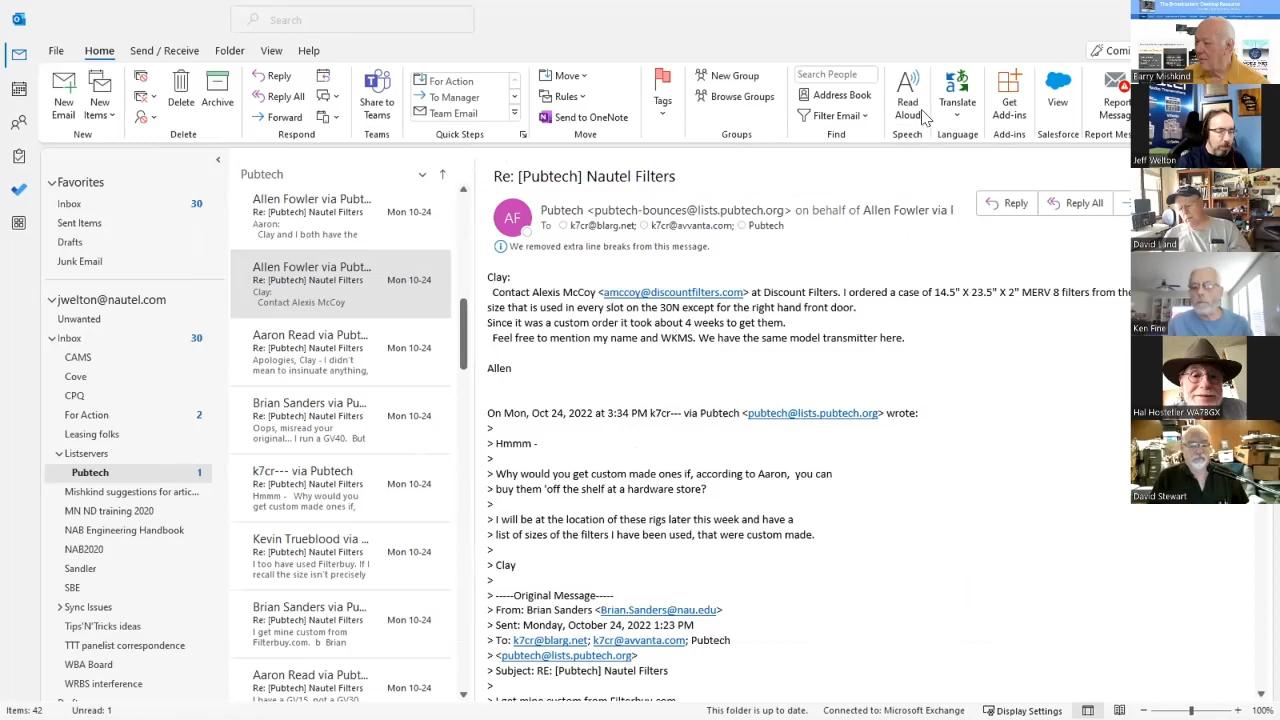 Search
File Home Send / Receive Folder View Help
Comi
New Email
New Items
New
Delete
Archive
Delete
Reply
Reply All
Forward
Respond
Share to Teams
Teams
Forrion
To Manager
Team Email
Quick Steps
Move
Rules
Send to OneNote
Move
Tags
New Group
Browse Groups
Groups
Search People
Address Book
Filter Email
Find
Read Aloud
Speech
Translate
Language
Get Add-ins
Add-ins
View
Salesforce
Report Messag
Report Mes
Favorites
Inbox 30
Sent Items
Drafts
Junk Email
jwelton@nautel.com
Unwanted
Inbox 30
CAMS
Cove
CPQ
For Action 2
Leasing folks
Listservers
Pubtech 1
Mishkind suggestions for artic...
MN ND training 2020
NAB Engineering Handbook
NAB2020
Sandler
SBE
Sync Issues
Tips'N'Tricks ideas
TTT panelist correspondence
WBA Board
WRBS interference
Pubtech
Allen Fowler via Pubt...
Re: [Pubtech] Nautel Filters Mon 10-24
Aaron:
Clay and I both have the
Allen Fowler via Pubt...
Re: [Pubtech] Nautel Filters Mon 10-24
Clay:
Contact Alexis McCoy
Aaron Read via Pubt...
Re: [Pubtech] Nautel Filters Mon 10-24
Apologies, Clay - I didn't
mean to insinuate anything,
Brian Sanders via Pu...
Re: [Pubtech] Nautel Filters Mon 10-24
Oops, misread your
original... I run a GV40. But
k7cr--- via Pubtech
Re: [Pubtech] Nautel Filters Mon 10-24
Hmmm - Why would you
get custom made ones if,
Kevin Trueblood via ...
Re: [Pubtech] Nautel Filters Mon 10-24
I too have used Filterbuy. If I
recall the size isn't precisely
Brian Sanders via Pu...
Re: [Pubtech] Nautel Filters Mon 10-24
I get mine custom from
Filterbuy.com. b Brian
Aaron Read via Pubt...
Re: [Pubtech] Nautel Filters Mon 10-24
I have a GV15, not a GV30
Re: [Pubtech] Nautel Filters
AF
Pubtech <pubtech-bounces@lists.pubtech.org> on behalf of Allen Fowler via I
To k7cr@blarg.net; k7cr@avvanta.com; Pubtech
We removed extra line breaks from this message.
Reply Reply All
Clay:
Contact Alexis McCoy <amccoy@discountfilters.com> at Discount Filters. I ordered a case of 14.5" X 23.5" X 2" MERV 8 filters from the
size that is used in every slot on the 30N except for the right hand front door.
Since it was a custom order it took about 4 weeks to get them.
Feel free to mention my name and WKMS. We have the same model transmitter here.
Allen
On Mon, Oct 24, 2022 at 3:34 PM k7cr--- via Pubtech <pubtech@lists.pubtech.org> wrote:
> Hmmm -
>
> Why would you get custom made ones if, according to Aaron, you can
> buy them 'off the shelf at a hardware store?
>
> I will be at the location of these rigs later this week and have a
> list of sizes of the filters I have been used, that were custom made.
>
> Clay
>
> -----Original Message-----
> From: Brian Sanders <Brian.Sanders@nau.edu>
> Sent: Monday, October 24, 2022 1:23 PM
> To: k7cr@blarg.net; k7cr@avvanta.com; Pubtech
> <pubtech@lists.pubtech.org>
> Subject: RE: [Pubtech] Nautel Filters
>
> I get mine custom from Filterbuy.com
The Broadcasters' Desktop Resource
Barry Mishkind
Jeff Welton
David Land
Ken Fine
Hal Hostetler WA7BGX
David Stewart
Items: 42 Unread: 1 This folder is up to date. Connected to: Microsoft Exchange Display Settings 100%